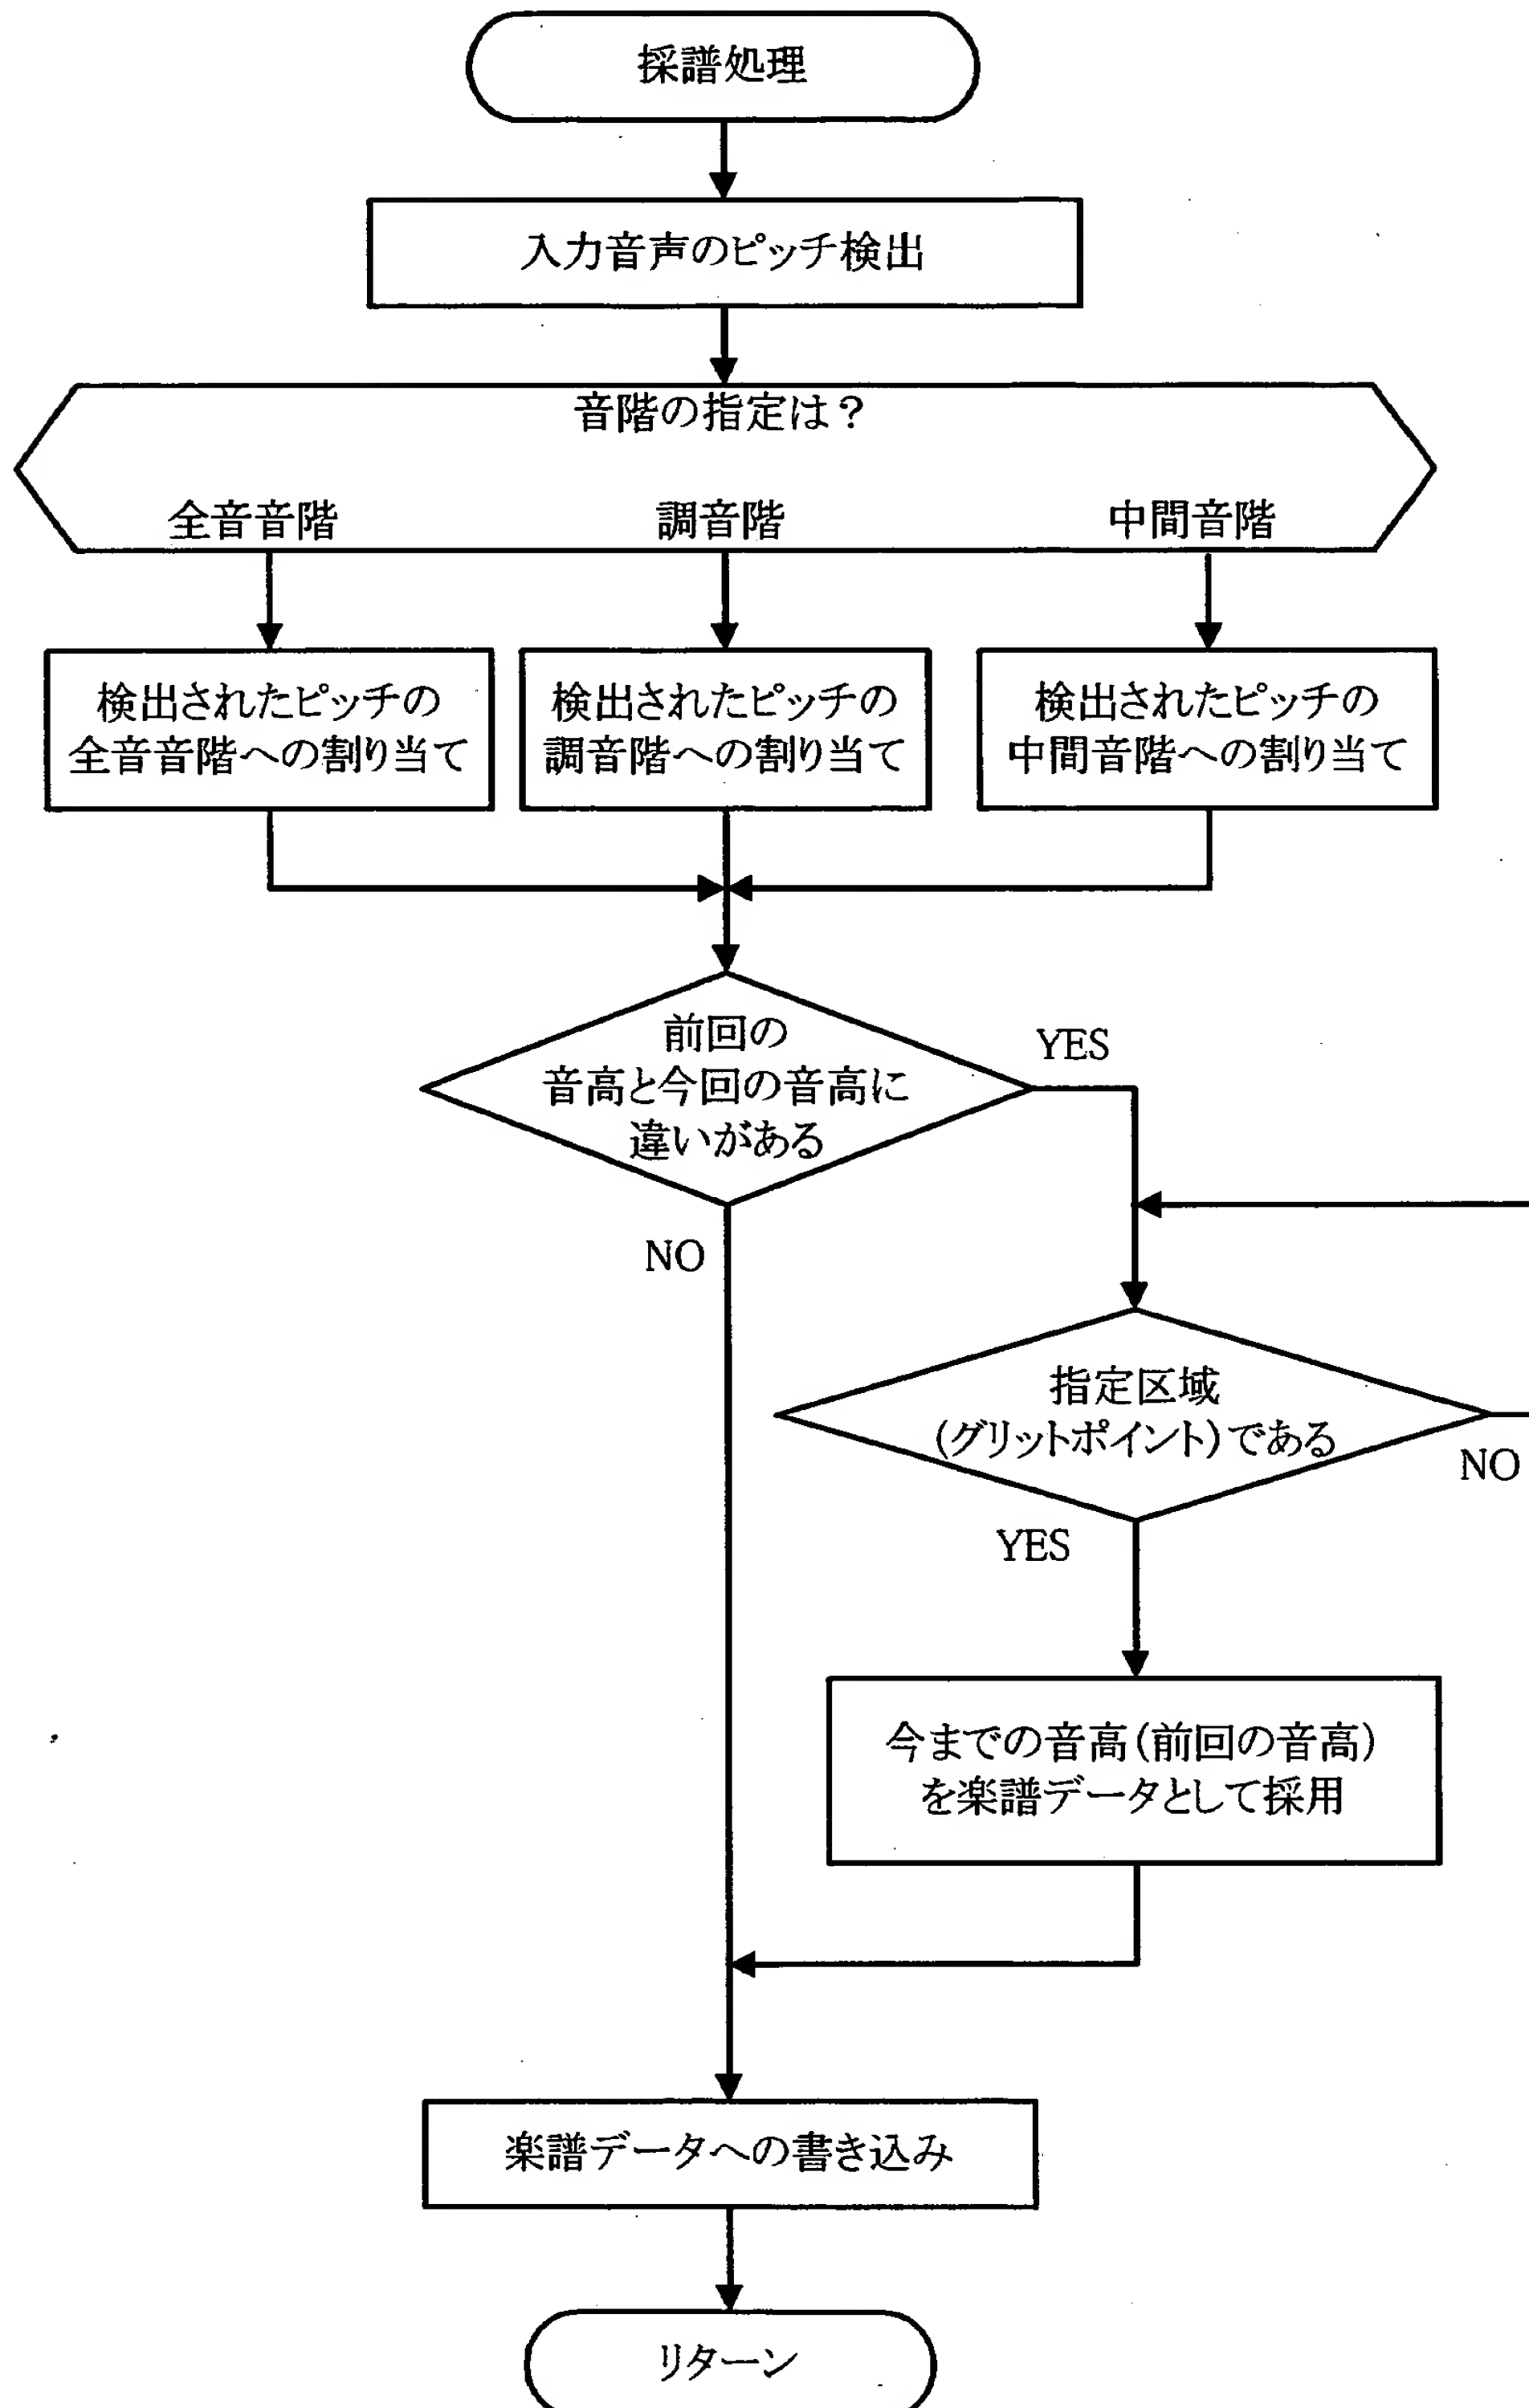 採譜処理
入力音声のピッチ検出
音階の指定は？
全音音階
調音階
中間音階
検出されたピッチの
全音音階への割り当て
検出されたピッチの
調音階への割り当て
検出されたピッチの
中間音階への割り当て
前回の
音高と今回の音高に
違いがある
YES
NO
指定区域
(グリットポイント)である
NO
YES
今までの音高(前回の音高)
を楽譜データとして採用
楽譜データへの書き込み
リターン